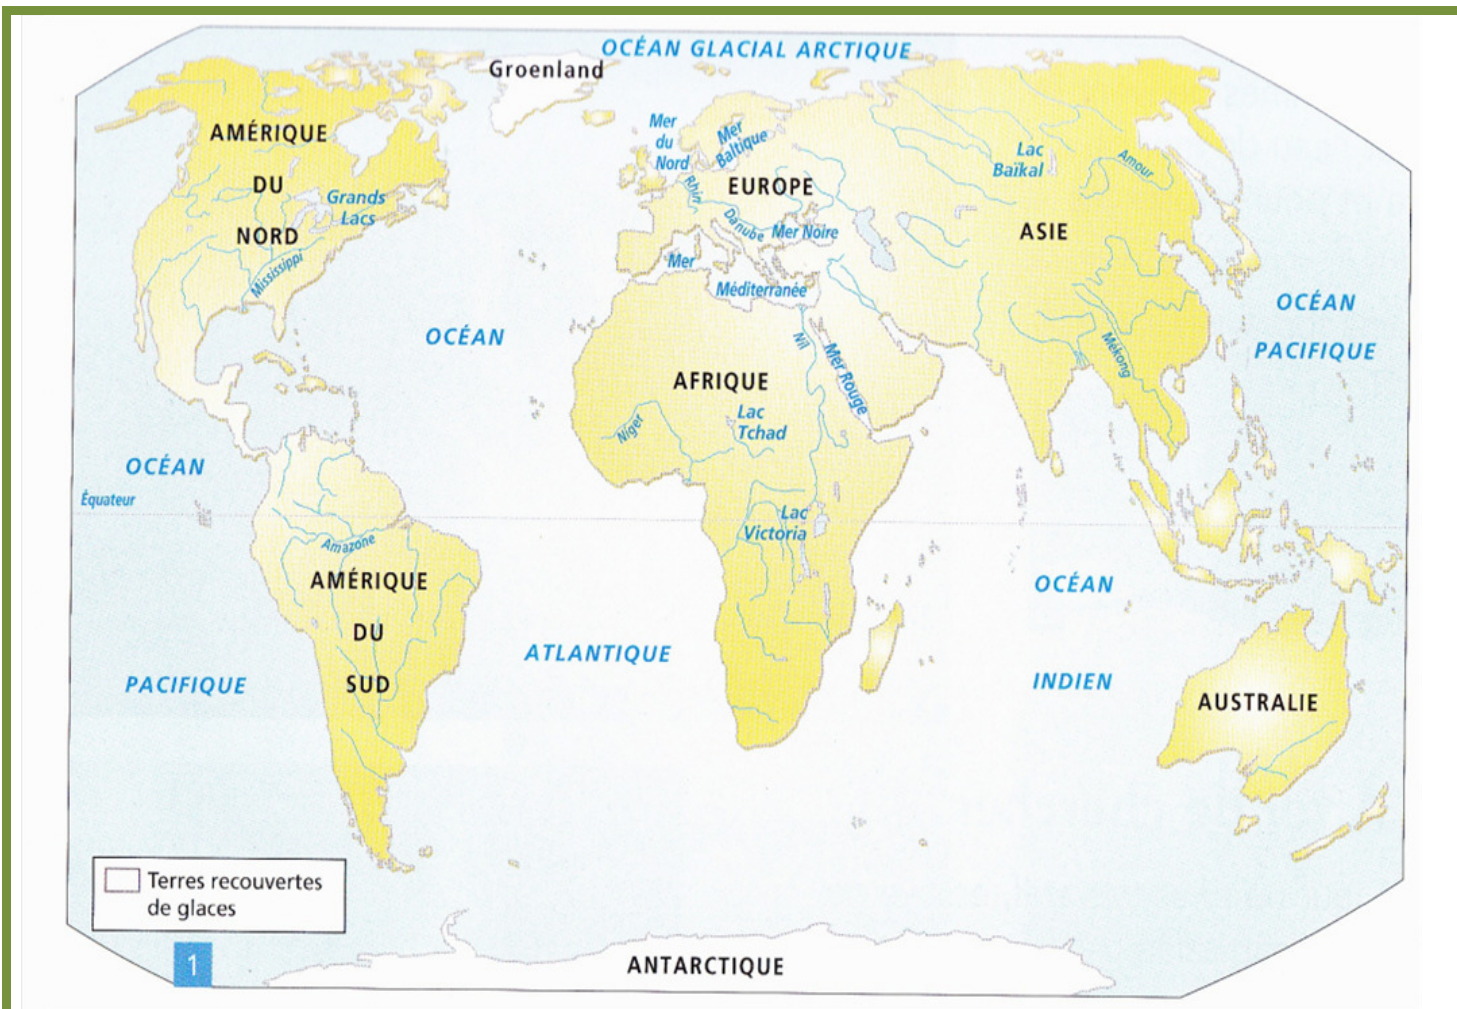 OCÉAN GLACIAL ARCTIQUE
Groenland
AMÉRIQUE
DU
NORD
Grands
Lacs
Mississippi
Mer
du
Nord
Mer
Baltique
EUROPE
Rhin
Danube
Mer Noire
Mer
Méditerranée
Lac
Baïkal
Amour
ASIE
OCÉAN
PACIFIQUE
OCÉAN
AFRIQUE
Nil
Mer Rouge
Niger
Lac
Tchad
Mékong
OCÉAN
Équateur
Lac
Victoria
Amazone
AMÉRIQUE
DU
SUD
OCÉAN
ATLANTIQUE
PACIFIQUE
INDIEN
AUSTRALIE
Terres recouvertes
de glaces
1
ANTARCTIQUE